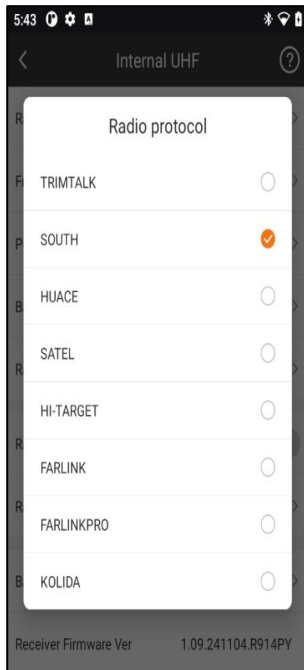 5:43
Internal UHF
Radio protocol
TRIMTALK
SOUTH
HUACE
SATEL
HI-TARGET
FARLINK
FARLINKPRO
KOLIDA
Receiver Firmware Ver 1.09.241104.R914PY